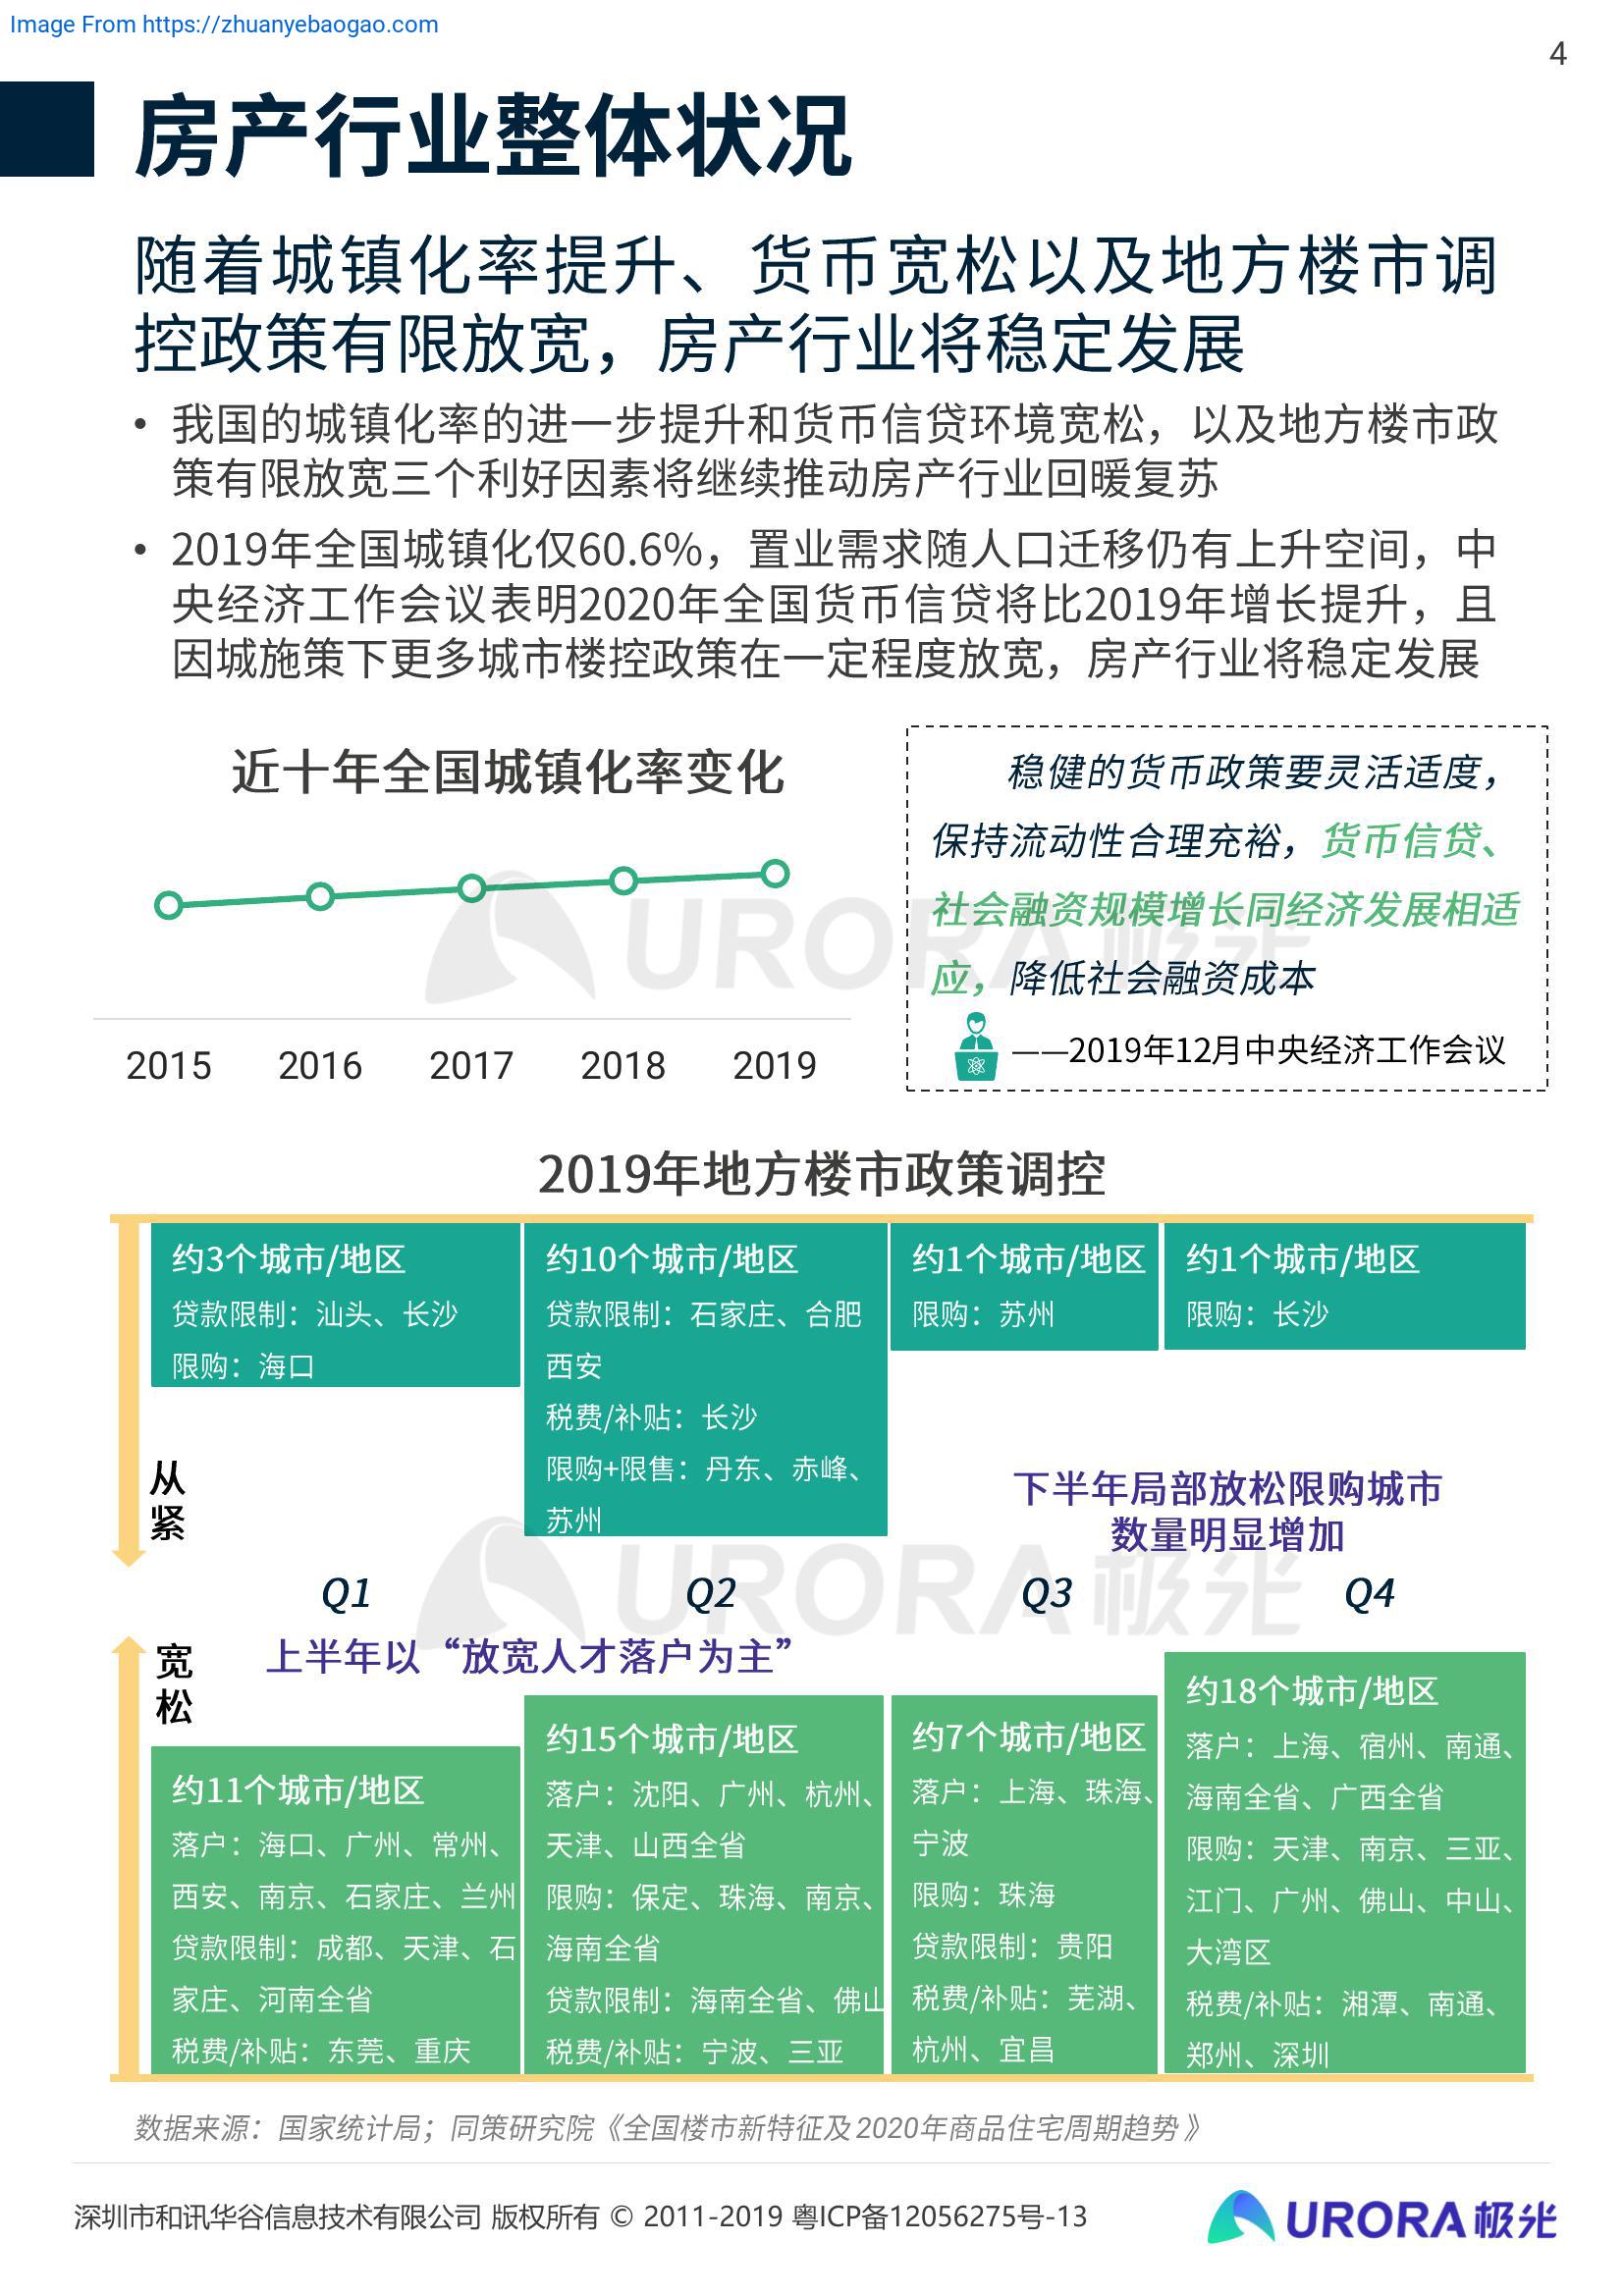 Image From https://zhuanyebaogao.com
4
房产行业整体状况
随着城镇化率提升、货币宽松以及地方楼市调
控政策有限放宽，房产行业将稳定发展
• 我国的城镇化率的进一步提升和货币信贷环境宽松，以及地方楼市政
策有限放宽三个利好因素将继续推动房产行业回暖复苏
• 2019年全国城镇化仅60.6%，置业需求随人口迁移仍有上升空间，中
央经济工作会议表明2020年全国货币信贷将比2019年增长提升，且
因城施策下更多城市楼控政策在一定程度放宽，房产行业将稳定发展
近十年全国城镇化率变化
2015 2016 2017 2018 2019
稳健的货币政策要灵活适度，
保持流动性合理充裕，货币信贷、
社会融资规模增长同经济发展相适
应，降低社会融资成本
——2019年12月中央经济工作会议
URORA极光
2019年地方楼市政策调控
约3个城市/地区
贷款限制：汕头、长沙
限购：海口
约10个城市/地区
贷款限制：石家庄、合肥
西安
税费/补贴：长沙
限购+限售：丹东、赤峰、
苏州
约1个城市/地区
限购：苏州
约1个城市/地区
限购：长沙
从
紧
下半年局部放松限购城市
数量明显增加
URORA极光
Q1 Q2 Q3 Q4
宽
松
上半年以“放宽人才落户为主”
约11个城市/地区
落户：海口、广州、常州、
西安、南京、石家庄、兰州
贷款限制：成都、天津、石
家庄、河南全省
税费/补贴：东莞、重庆
约15个城市/地区
落户：沈阳、广州、杭州、
天津、山西全省
限购：保定、珠海、南京、
海南全省
贷款限制：海南全省、佛山
税费/补贴：宁波、三亚
约7个城市/地区
落户：上海、珠海、
宁波
限购：珠海
贷款限制：贵阳
税费/补贴：芜湖、
杭州、宜昌
约18个城市/地区
落户：上海、宿州、南通、
海南全省、广西全省
限购：天津、南京、三亚、
江门、广州、佛山、中山、
大湾区
税费/补贴：湘潭、南通、
郑州、深圳
数据来源：国家统计局；同策研究院《全国楼市新特征及2020年商品住宅周期趋势》
深圳市和讯华谷信息技术有限公司 版权所有 © 2011-2019 粤ICP备12056275号-13
URORA极光